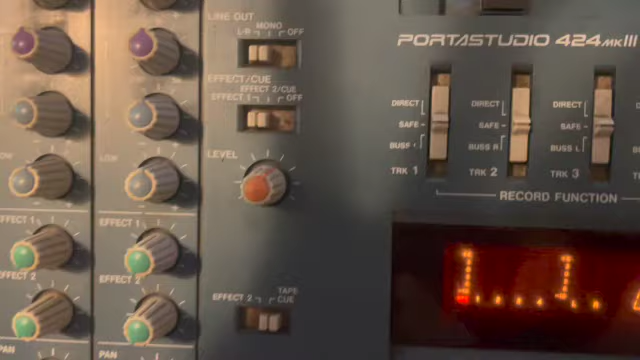 LINE OUT
MONO
L-R OFF
EFFECT/CUE
EFFECT 2/CUE
EFFECT 1 OFF
LEVEL
LOW
EFFECT 1
EFFECT 1
EFFECT 2
EFFECT 2
EFFECT 2
TAPE
CUE
PAN
PAN
PORTASTUDIO 424 MKIII
DIRECT
SAFE
BUSS L
TRK 1
DIRECT
SAFE
BUSS R
TRK 2
DIRECT
SAFE
BUSS L
TRK 3
RECORD FUNCTION